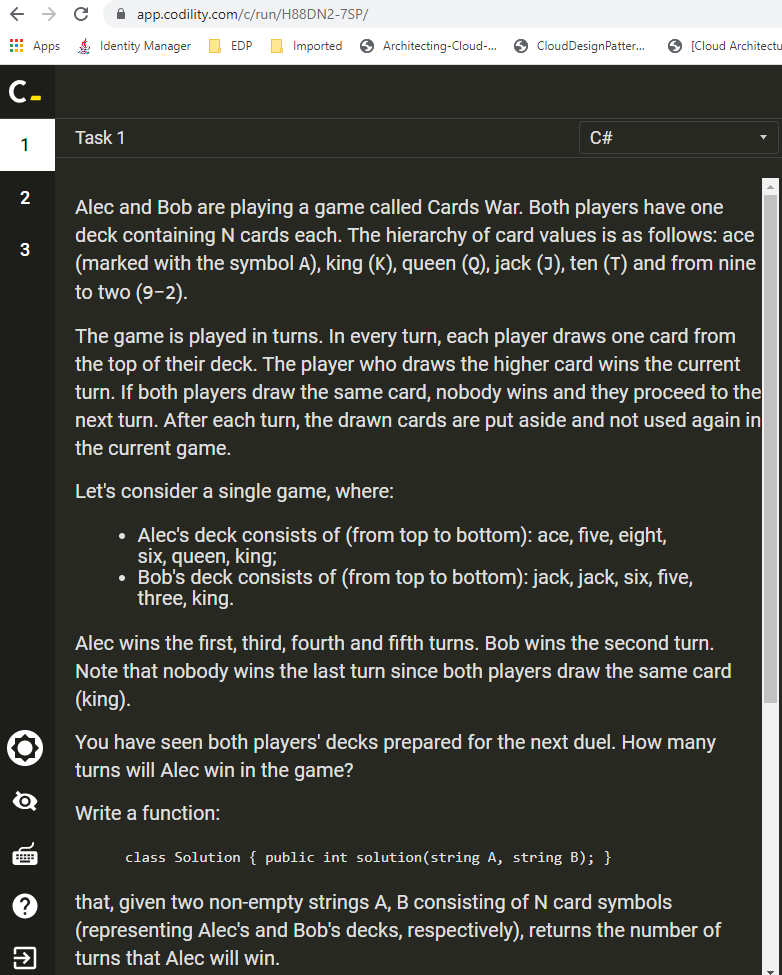 app.codility.com/c/run/H88DN2-7SP/
Apps Identity Manager EDP Imported Architecting-Cloud-... CloudDesignPatter... [Cloud Architectu
C
1 Task 1 C#
2
3
Alec and Bob are playing a game called Cards War. Both players have one
deck containing N cards each. The hierarchy of card values is as follows: ace
(marked with the symbol A), king (K), queen (Q), jack (J), ten (T) and from nine
to two (9-2).
The game is played in turns. In every turn, each player draws one card from
the top of their deck. The player who draws the higher card wins the current
turn. If both players draw the same card, nobody wins and they proceed to the
next turn. After each turn, the drawn cards are put aside and not used again in
the current game.
Let's consider a single game, where:
• Alec's deck consists of (from top to bottom): ace, five, eight,
six, queen, king;
• Bob's deck consists of (from top to bottom): jack, jack, six, five,
three, king.
Alec wins the first, third, fourth and fifth turns. Bob wins the second turn.
Note that nobody wins the last turn since both players draw the same card
(king).
You have seen both players' decks prepared for the next duel. How many
turns will Alec win in the game?
Write a function:
class Solution { public int solution(string A, string B); }
that, given two non-empty strings A, B consisting of N card symbols
(representing Alec's and Bob's decks, respectively), returns the number of
turns that Alec will win.